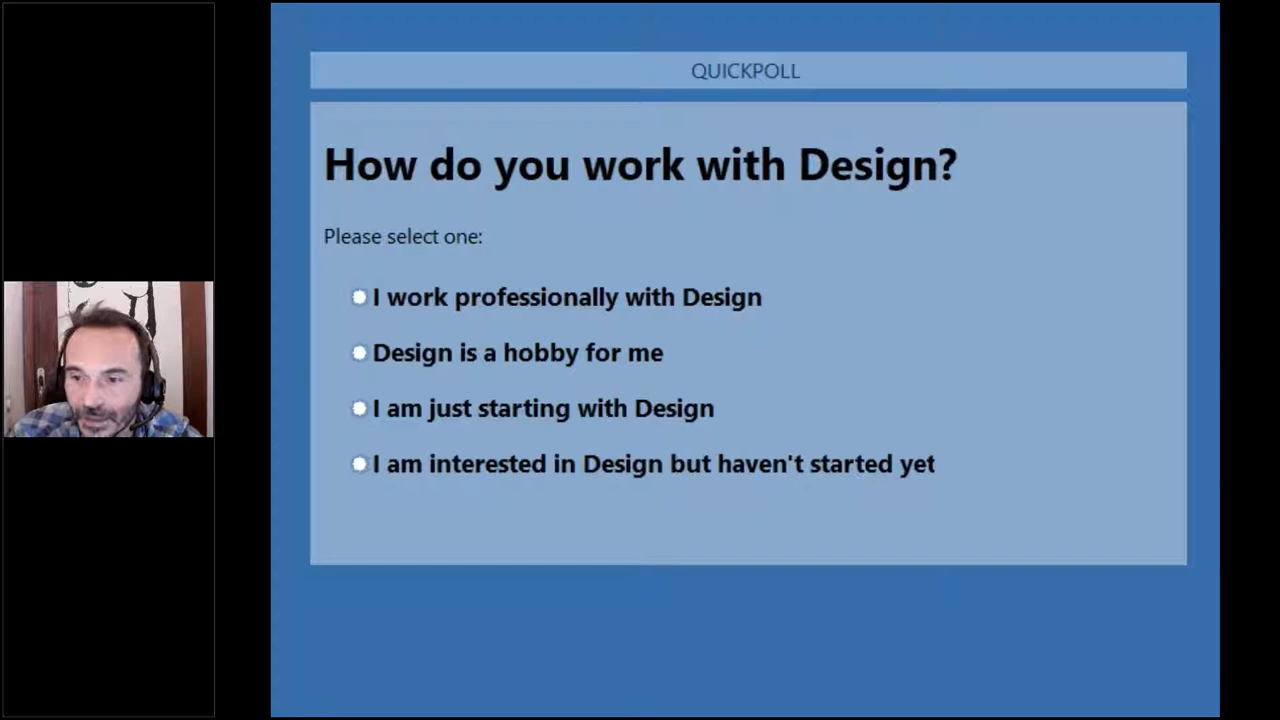 QUICKPOLL
How do you work with Design?
Please select one:
I work professionally with Design
Design is a hobby for me
I am just starting with Design
I am interested in Design but haven't started yet